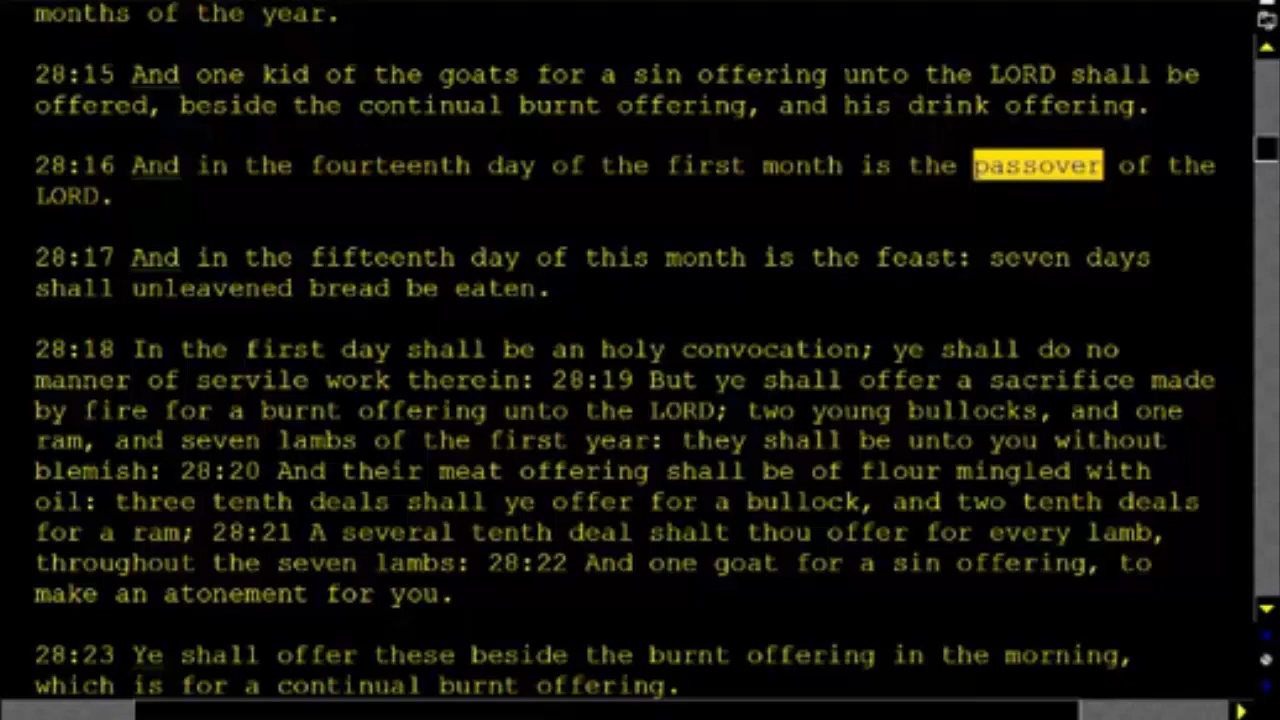 months of the year.
28:15 And one kid of the goats for a sin offering unto the LORD shall be
offered, beside the continual burnt offering, and his drink offering.
28:16 And in the fourteenth day of the first month is the passover of the
LORD.
28:17 And in the fifteenth day of this month is the feast: seven days
shall unleavened bread be eaten.
28:18 In the first day shall be an holy convocation; ye shall do no
manner of servile work therein: 28:19 But ye shall offer a sacrifice made
by fire for a burnt offering unto the LORD; two young bullocks, and one
ram, and seven lambs of the first year: they shall be unto you without
blemish: 28:20 And their meat offering shall be of flour mingled with
oil: three tenth deals shall ye offer for a bullock, and two tenth deals
for a ram; 28:21 A several tenth deal shalt thou offer for every lamb,
throughout the seven lambs: 28:22 And one goat for a sin offering, to
make an atonement for you.
28:23 Ye shall offer these beside the burnt offering in the morning,
which is for a continual burnt offering.